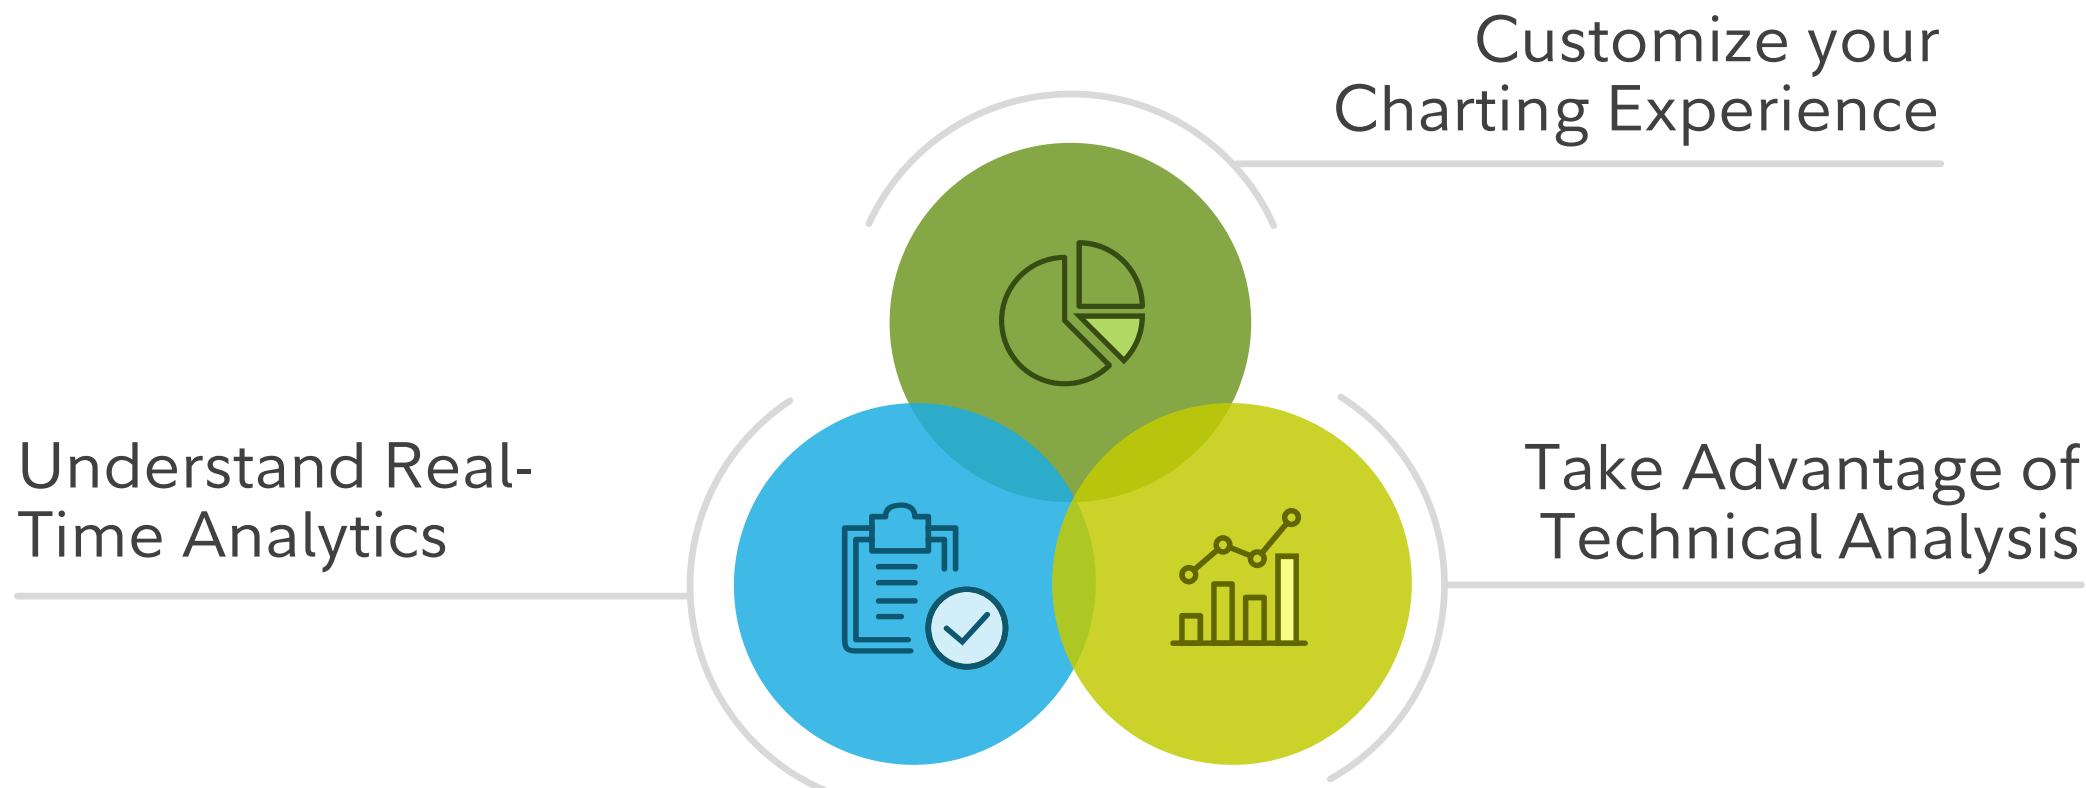 Customize your
Charting Experience
Understand Real-
Time Analytics
Take Advantage of
Technical Analysis